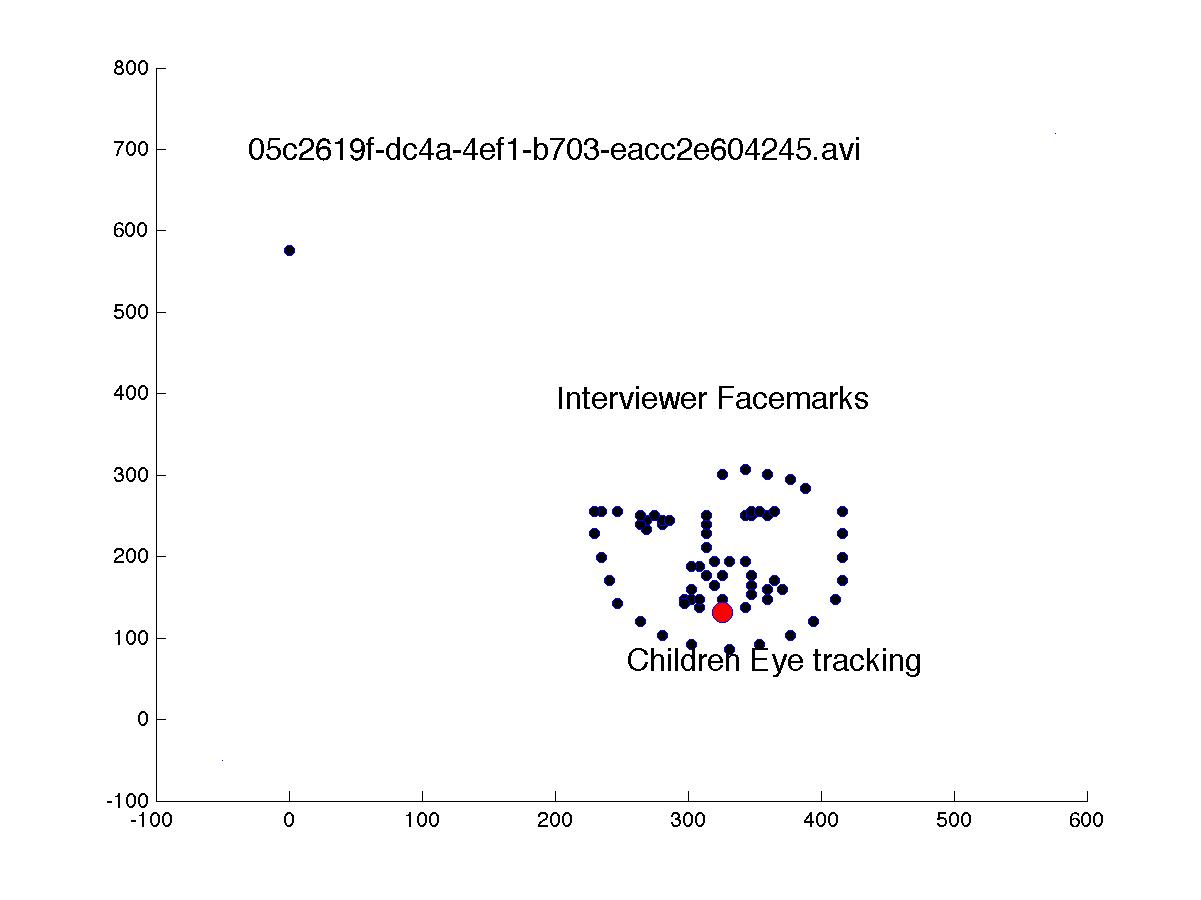 800
700
600
500
400
300
200
100
0
-100
05c2619f-dc4a-4ef1-b703-eacc2e604245.avi
Interviewer Facemarks
Children Eye tracking
-100 0 100 200 300 400 500 600